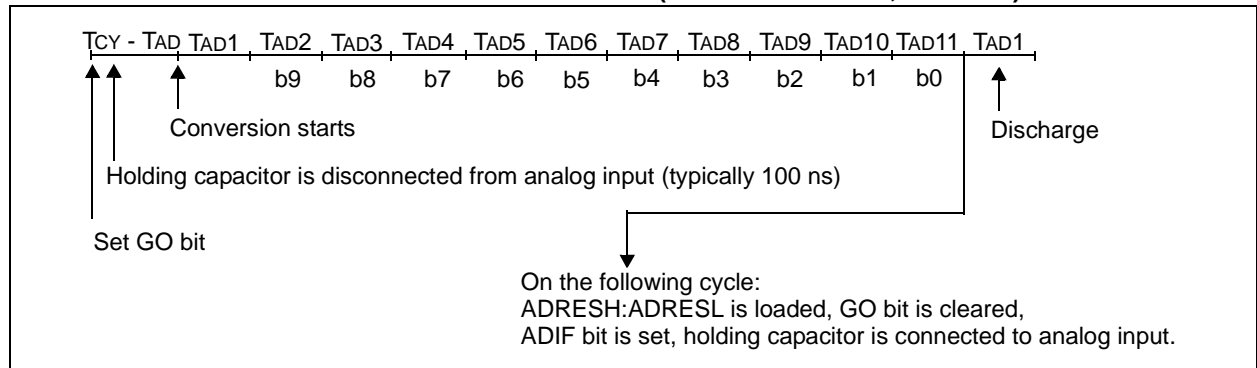 TCY - TAD TAD1 TAD2 TAD3 TAD4 TAD5 TAD6 TAD7 TAD8 TAD9 TAD10 TAD11 TAD1
b9 b8 b7 b6 b5 b4 b3 b2 b1 b0
Conversion starts
Discharge
Holding capacitor is disconnected from analog input (typically 100 ns)
Set GO bit
On the following cycle:
ADRESH:ADRESL is loaded, GO bit is cleared,
ADIF bit is set, holding capacitor is connected to analog input.